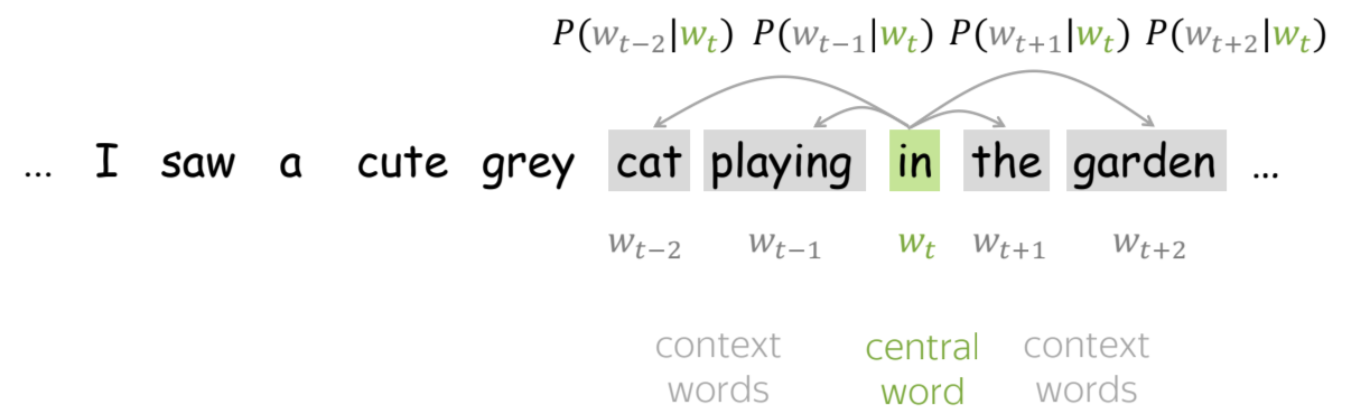 P(w_{t−2}|w_t) P(w_{t−1}|w_t) P(w_{t+1}|w_t) P(w_{t+2}|w_t)
... I saw a cute grey cat playing in the garden ...
w_{t−2} w_{t−1} w_t w_{t+1} w_{t+2}
context central context
words word words